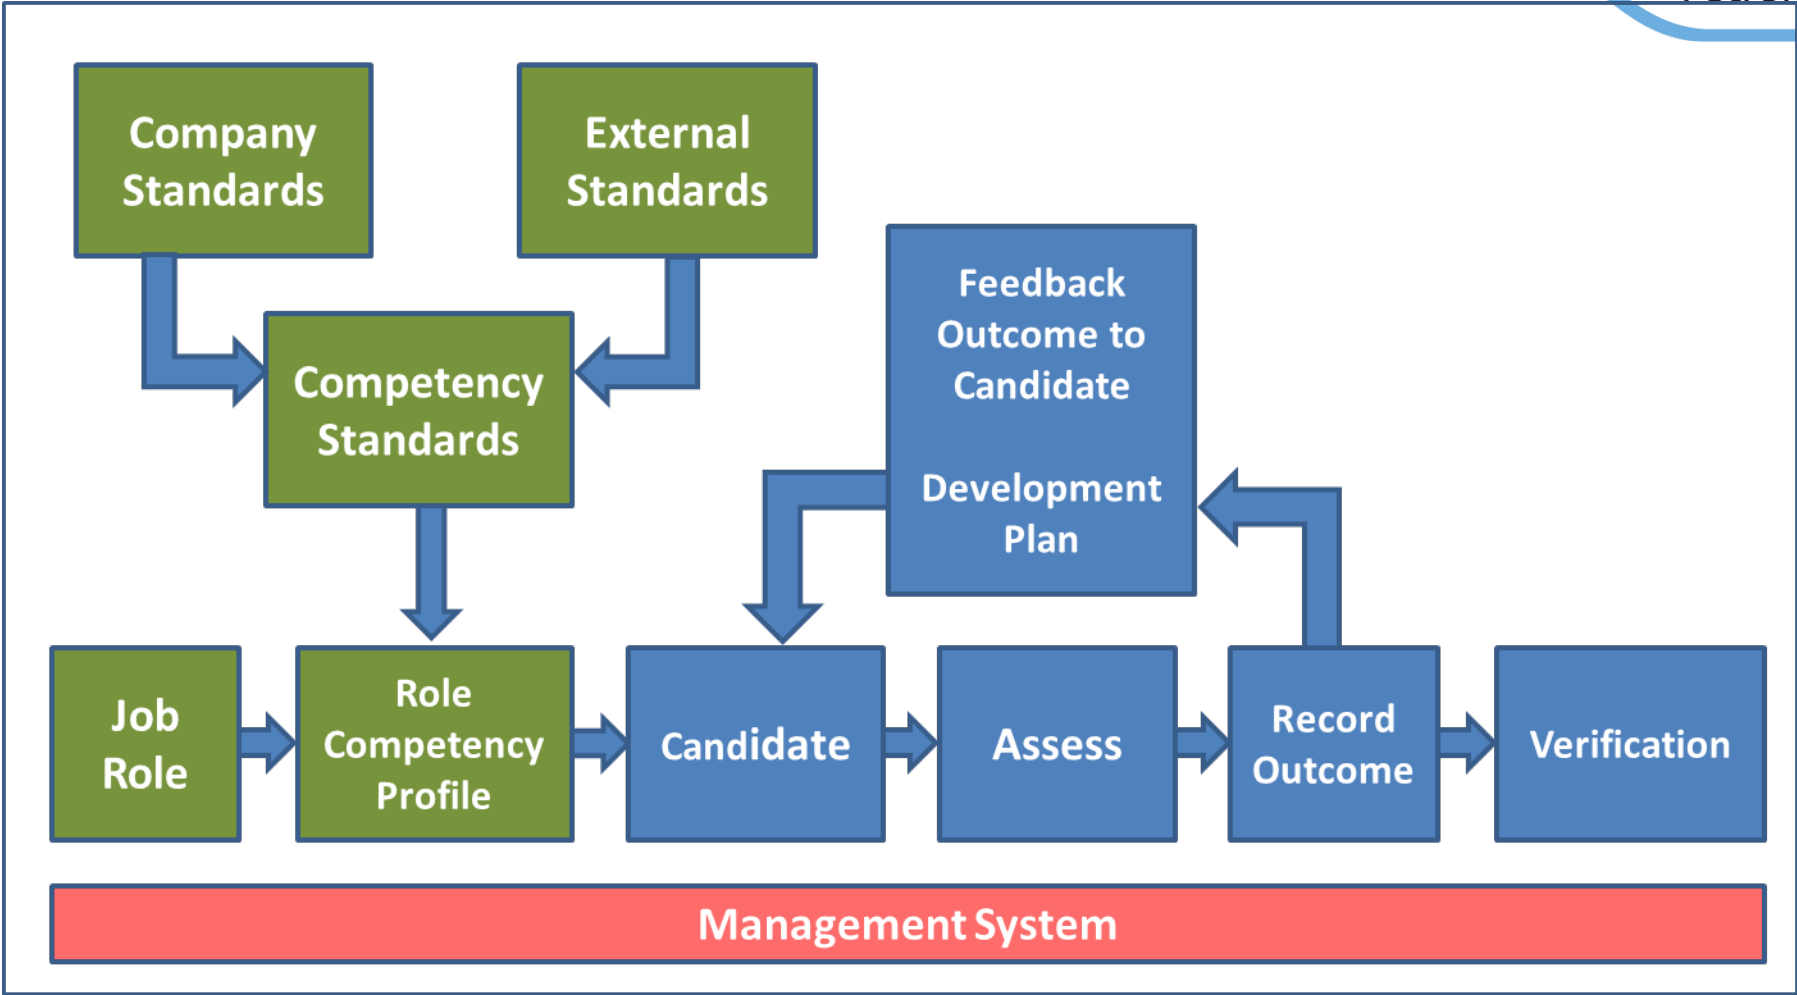 Company
Standards
External
Standards
Competency
Standards
Feedback
Outcome to
Candidate
Development
Plan
Job
Role
Role
Competency
Profile
Candidate
Assess
Record
Outcome
Verification
Management System